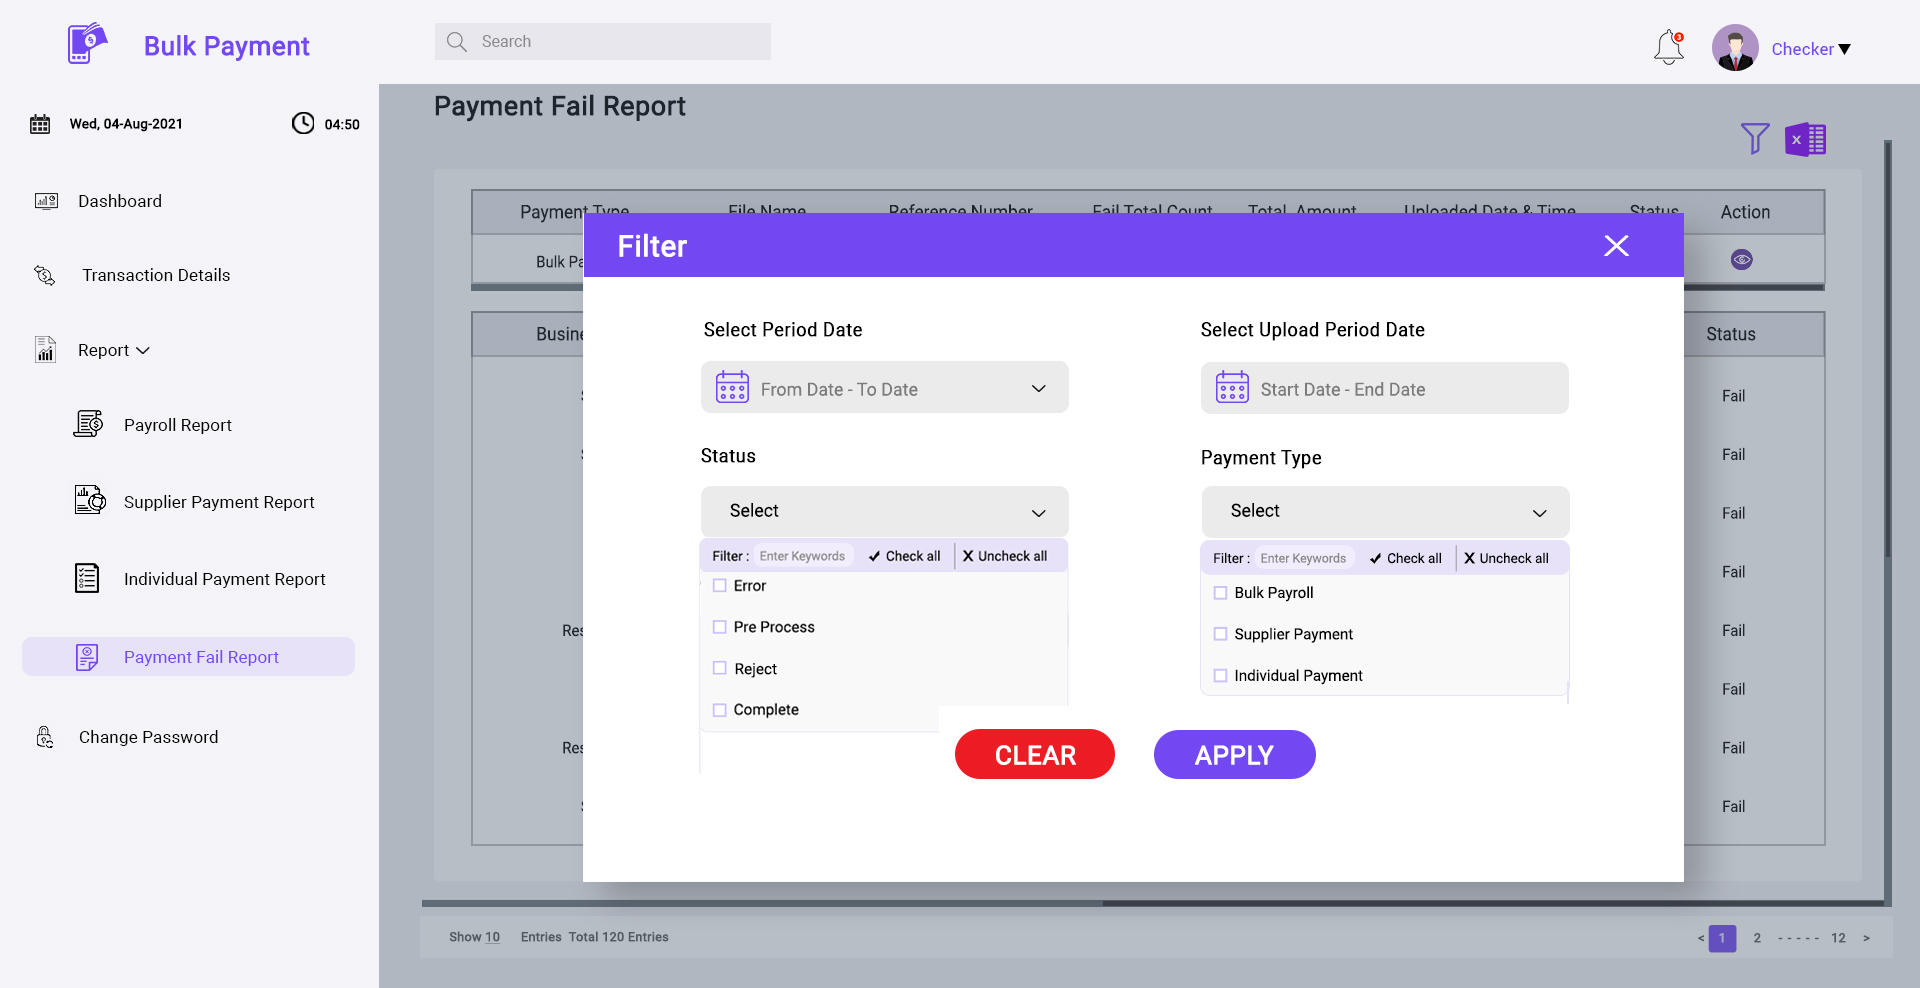 Bulk Payment
Search
3
Checker
Wed, 04-Aug-2021
04:50
Dashboard
Transaction Details
Report
Payroll Report
Supplier Payment Report
Individual Payment Report
Payment Fail Report
Change Password
Payment Fail Report
Payment Type File Name Reference Number Fail Total Count Total Amount Uploaded Date & Time Status Action
Bulk Pa
Busine Status
Fail
Fail
Fail
Fail
Res Fail
Fail
Res Fail
Fail
Filter
Select Period Date
From Date - To Date
Select Upload Period Date
Start Date - End Date
Status
Select
Filter : Enter Keywords Check all X Uncheck all
Error
Pre Process
Reject
Complete
Payment Type
Select
Filter : Enter Keywords Check all X Uncheck all
Bulk Payroll
Supplier Payment
Individual Payment
CLEAR
APPLY
Show 10 Entries Total 120 Entries
< 1 2 - - - - - 12 >